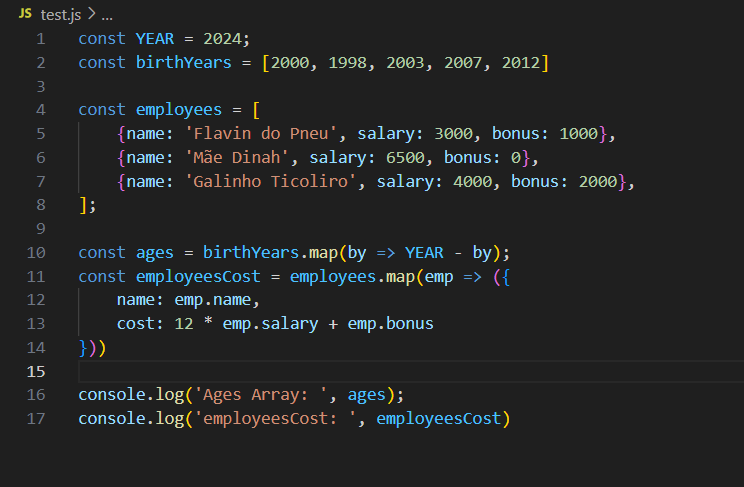 JS test.js > ...
1 const YEAR = 2024;
2 const birthYears = [2000, 1998, 2003, 2007, 2012]
3
4 const employees = [
5     {name: 'Flavin do Pneu', salary: 3000, bonus: 1000},
6     {name: 'Mãe Dinah', salary: 6500, bonus: 0},
7     {name: 'Galinho Ticoliro', salary: 4000, bonus: 2000},
8 ];
9
10 const ages = birthYears.map(by => YEAR - by);
11 const employeesCost = employees.map(emp => ({
12     name: emp.name,
13     cost: 12 * emp.salary + emp.bonus
14 }))
15
16 console.log('Ages Array: ', ages);
17 console.log('employeesCost: ', employeesCost)